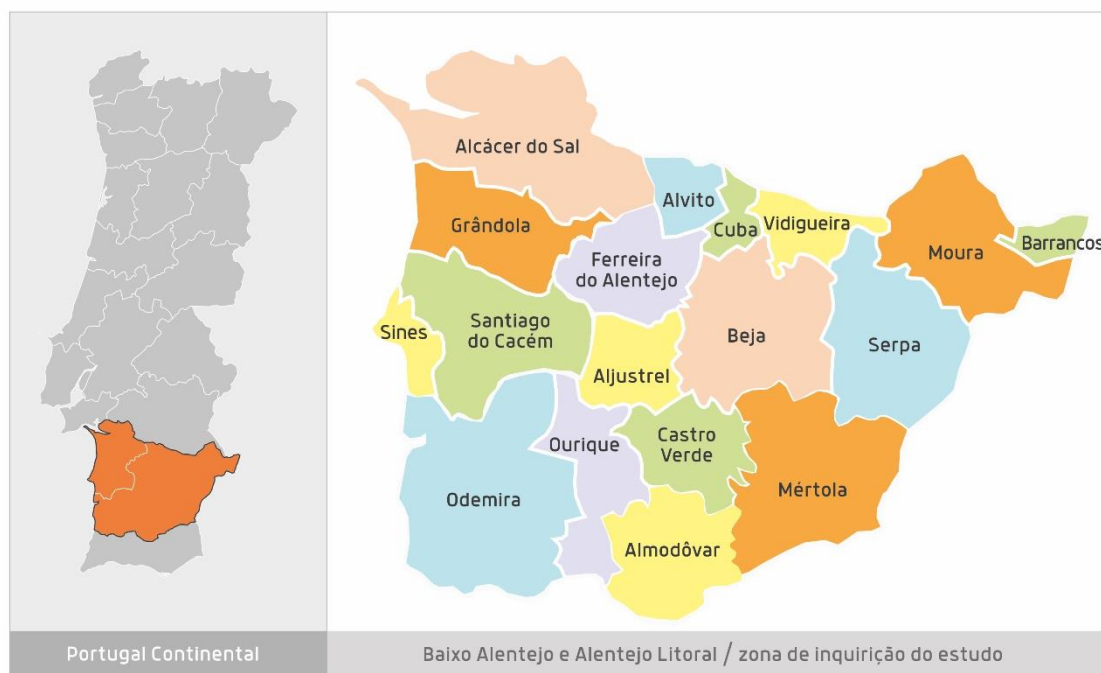 Alcácer do Sal
Grândola
Alvito
Cuba
Vidigueira
Moura
Barrancos
Ferreira
do Alentejo
Sines
Santiago
do Cacém
Aljustrel
Beja
Serpa
Ourique
Castro
Verde
Odemira
Mértola
Almodôvar
Portugal Continental
Baixo Alentejo e Alentejo Litoral / zona de inquirição do estudo